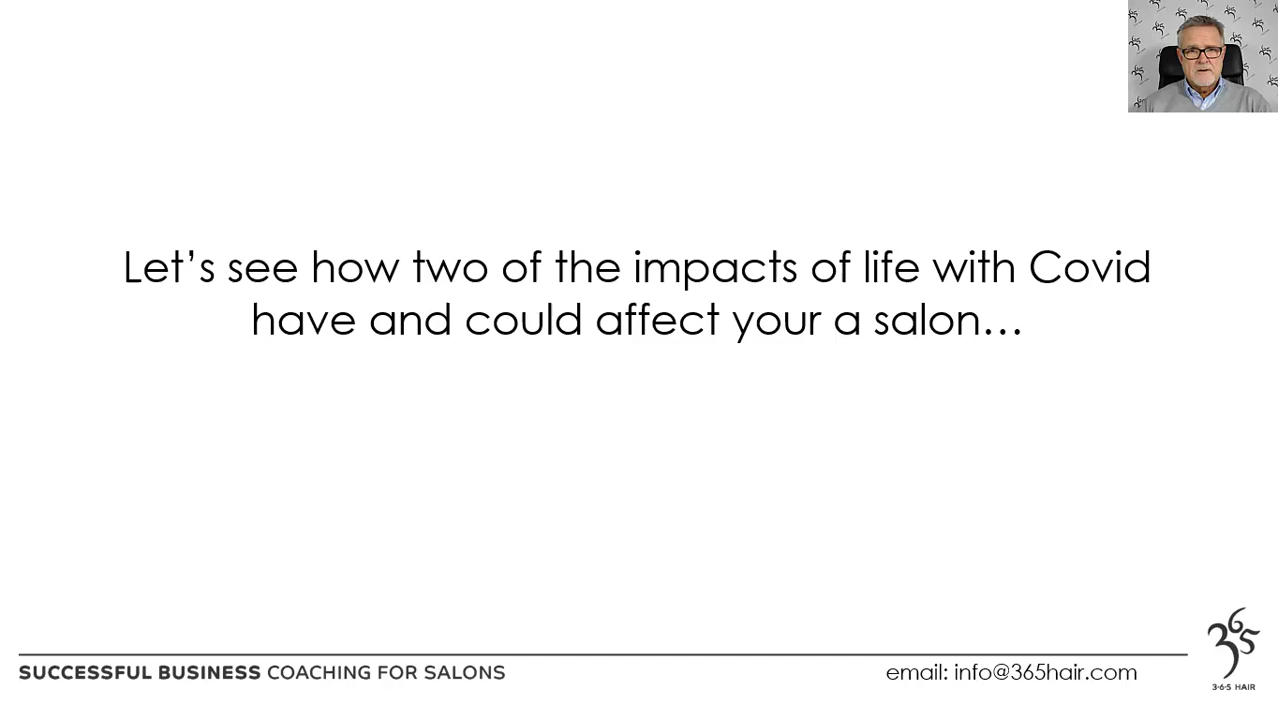 Let's see how two of the impacts of life with Covid
have and could affect your a salon…
SUCCESSFUL BUSINESS COACHING FOR SALONS
email: info@365hair.com
365
3·6·5 HAIR